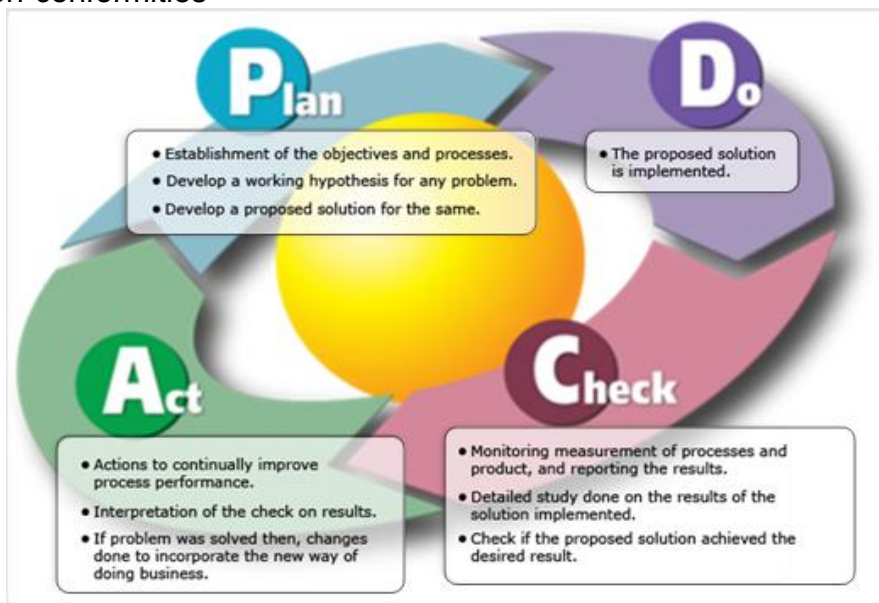 Plan
• Establishment of the objectives and processes.
• Develop a working hypothesis for any problem.
• Develop a proposed solution for the same.
Do
• The proposed solution
is implemented.
Act
• Actions to continually improve
process performance.
• Interpretation of the check on results.
• If problem was solved then, changes
done to incorporate the new way of
doing business.
Check
• Monitoring measurement of processes and
product, and reporting the results.
• Detailed study done on the results of the
solution implemented.
• Check if the proposed solution achieved the
desired result.